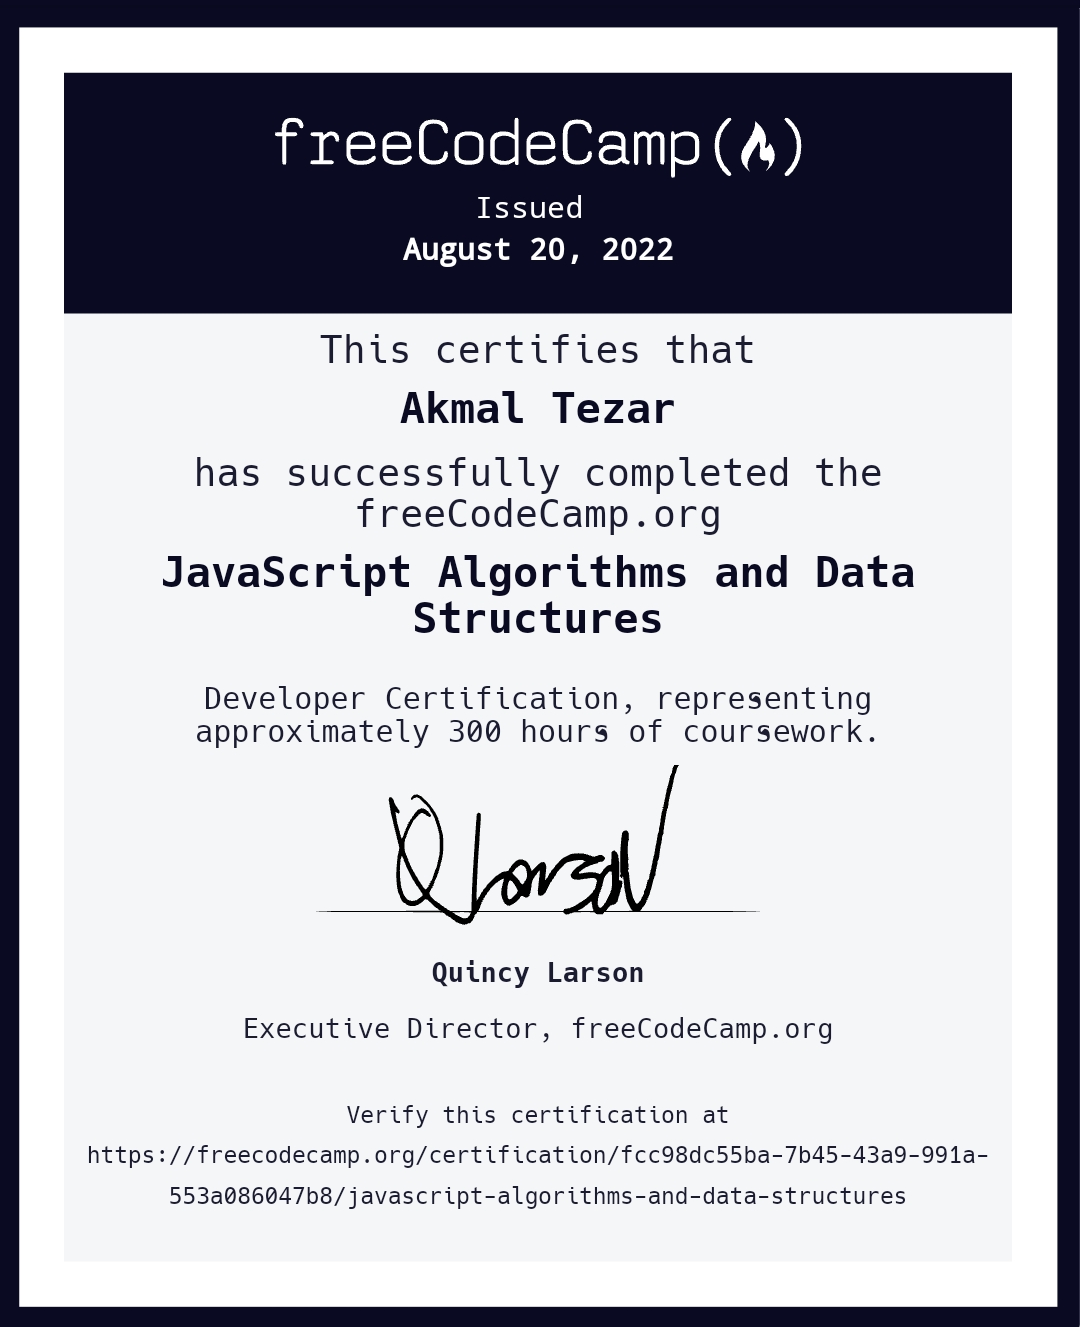 freeCodeCamp(🔥)
Issued
August 20, 2022
This certifies that
Akmal Tezar
has successfully completed the
freeCodeCamp.org
JavaScript Algorithms and Data
Structures
Developer Certification, representing
approximately 300 hours of coursework.
Q Larson
Quincy Larson
Executive Director, freeCodeCamp.org
Verify this certification at
https://freecodecamp.org/certification/fcc98dc55ba-7b45-43a9-991a-
553a086047b8/javascript-algorithms-and-data-structures